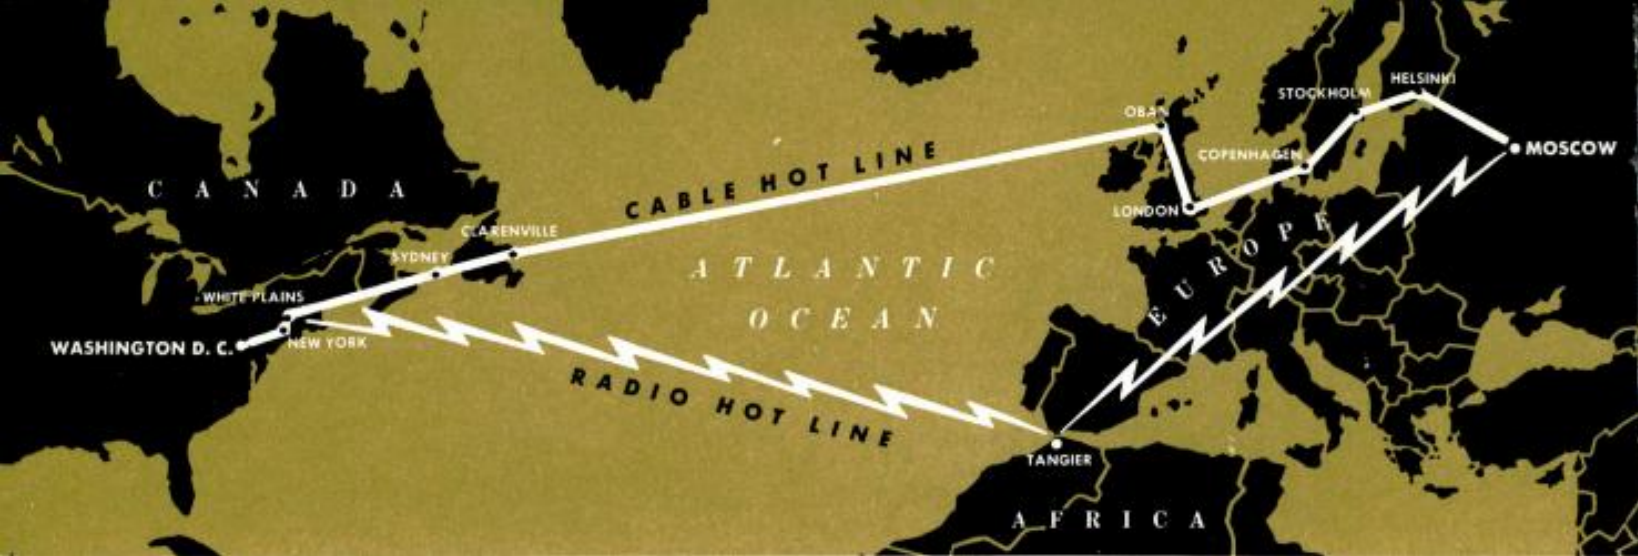 HELSINKI
STOCKHOLM
OBAN
COPENHAGEN
MOSCOW
CABLE HOT LINE
CANADA
LONDON
EUROPE
CLARENVILLE
SYDNEY
ATLANTIC
OCEAN
WHITE PLAINS
NEW YORK
WASHINGTON D. C.
RADIO HOT LINE
TANGIER
AFRICA